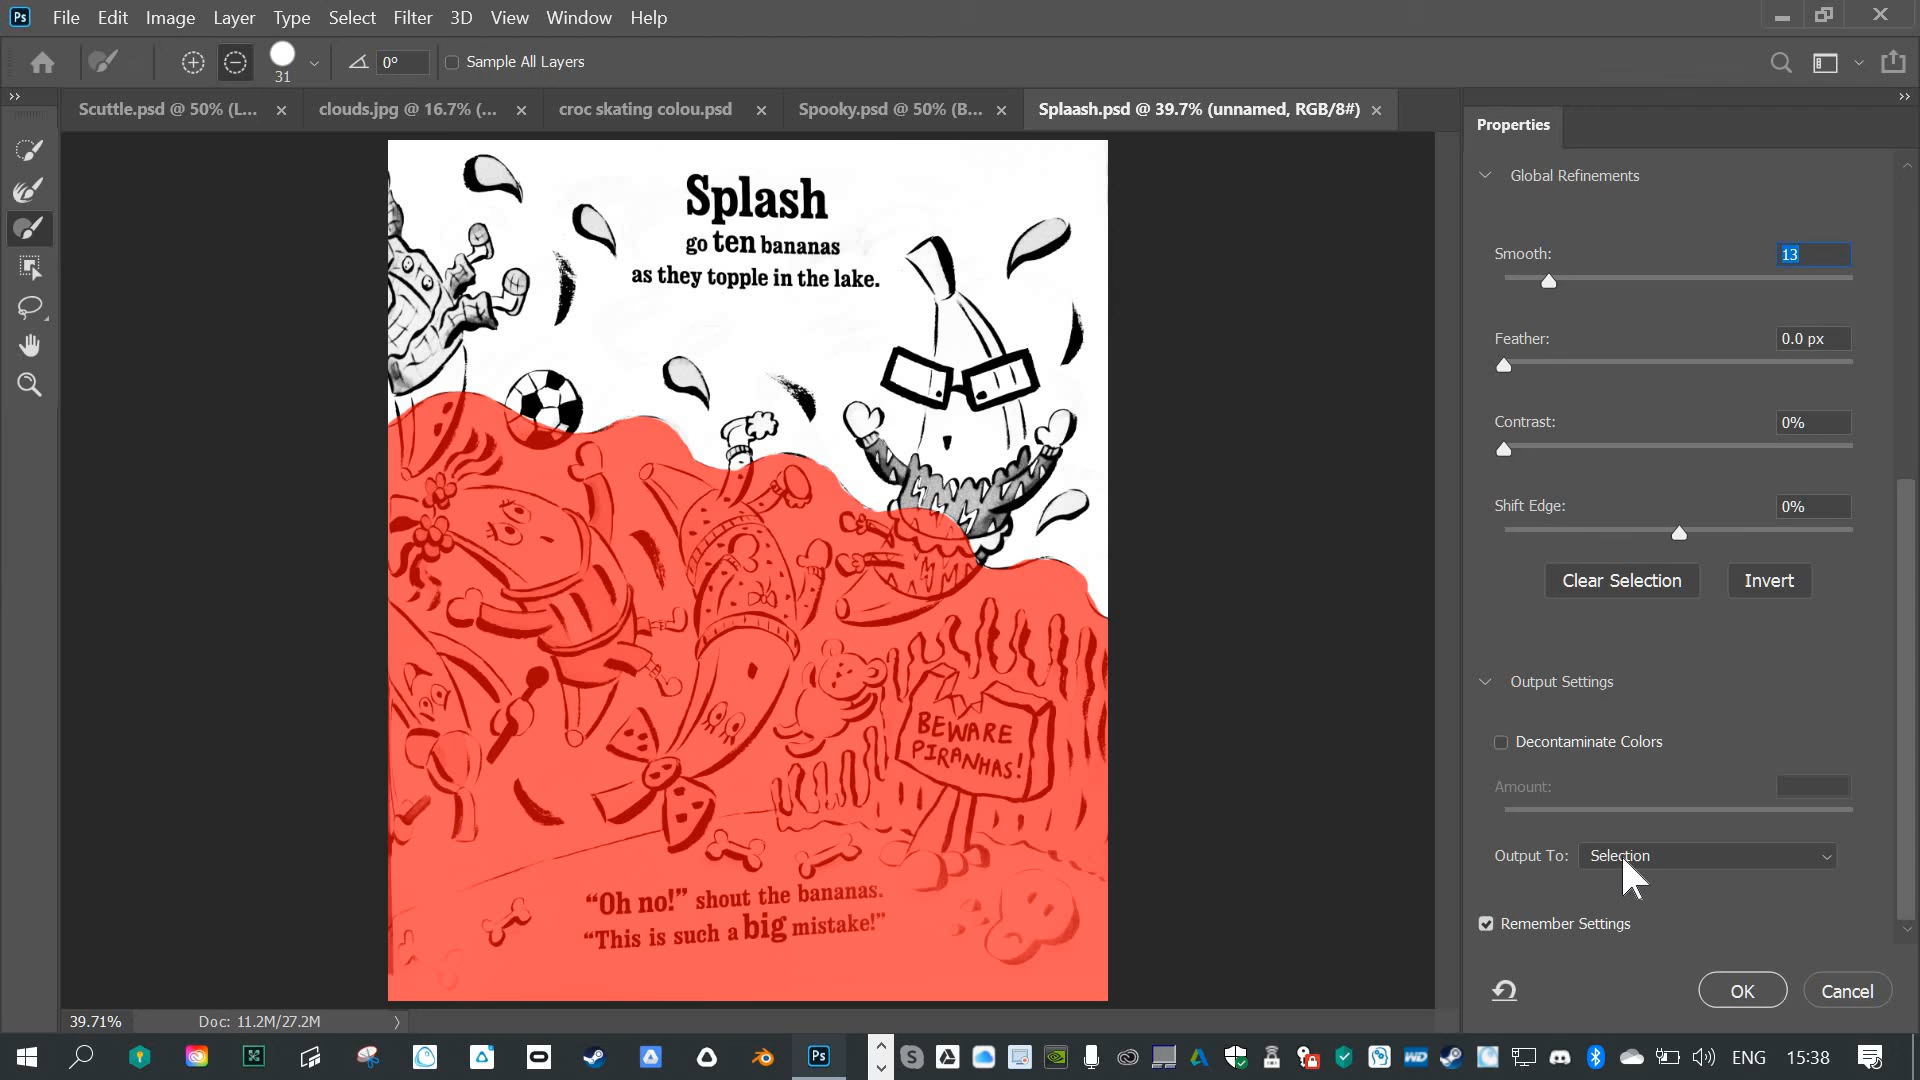 Ps File Edit Image Layer Type Select Filter 3D View Window Help
31 0° Sample All Layers
Scuttle.psd @ 50% (L... × clouds.jpg @ 16.7% (... × croc skating colou.psd × Spooky.psd @ 50% (B... × Splaash.psd @ 39.7% (unnamed, RGB/8#) ×
Splash
go ten bananas
as they topple in the lake.
BEWARE
PIRANHAS!
“Oh no!” shout the bananas.
“This is such a big mistake!”
Properties
Global Refinements
Smooth: 13
Feather: 0.0 px
Contrast: 0%
Shift Edge: 0%
Clear Selection Invert
Output Settings
Decontaminate Colors
Amount:
Output To: Selection
Remember Settings
OK Cancel
39.71% Doc: 11.2M/27.2M
Ps ENG 15:38